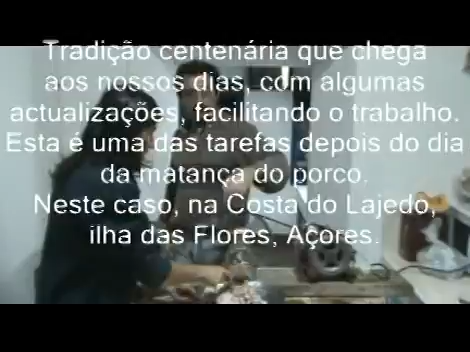 Tradição centenária que chega
aos nossos dias, com algumas
actualizações, facilitando o trabalho.
Esta é uma das tarefas depois do dia
da matança do porco.
Neste caso, na Costa do Lajedo,
ilha das Flores, Açores.